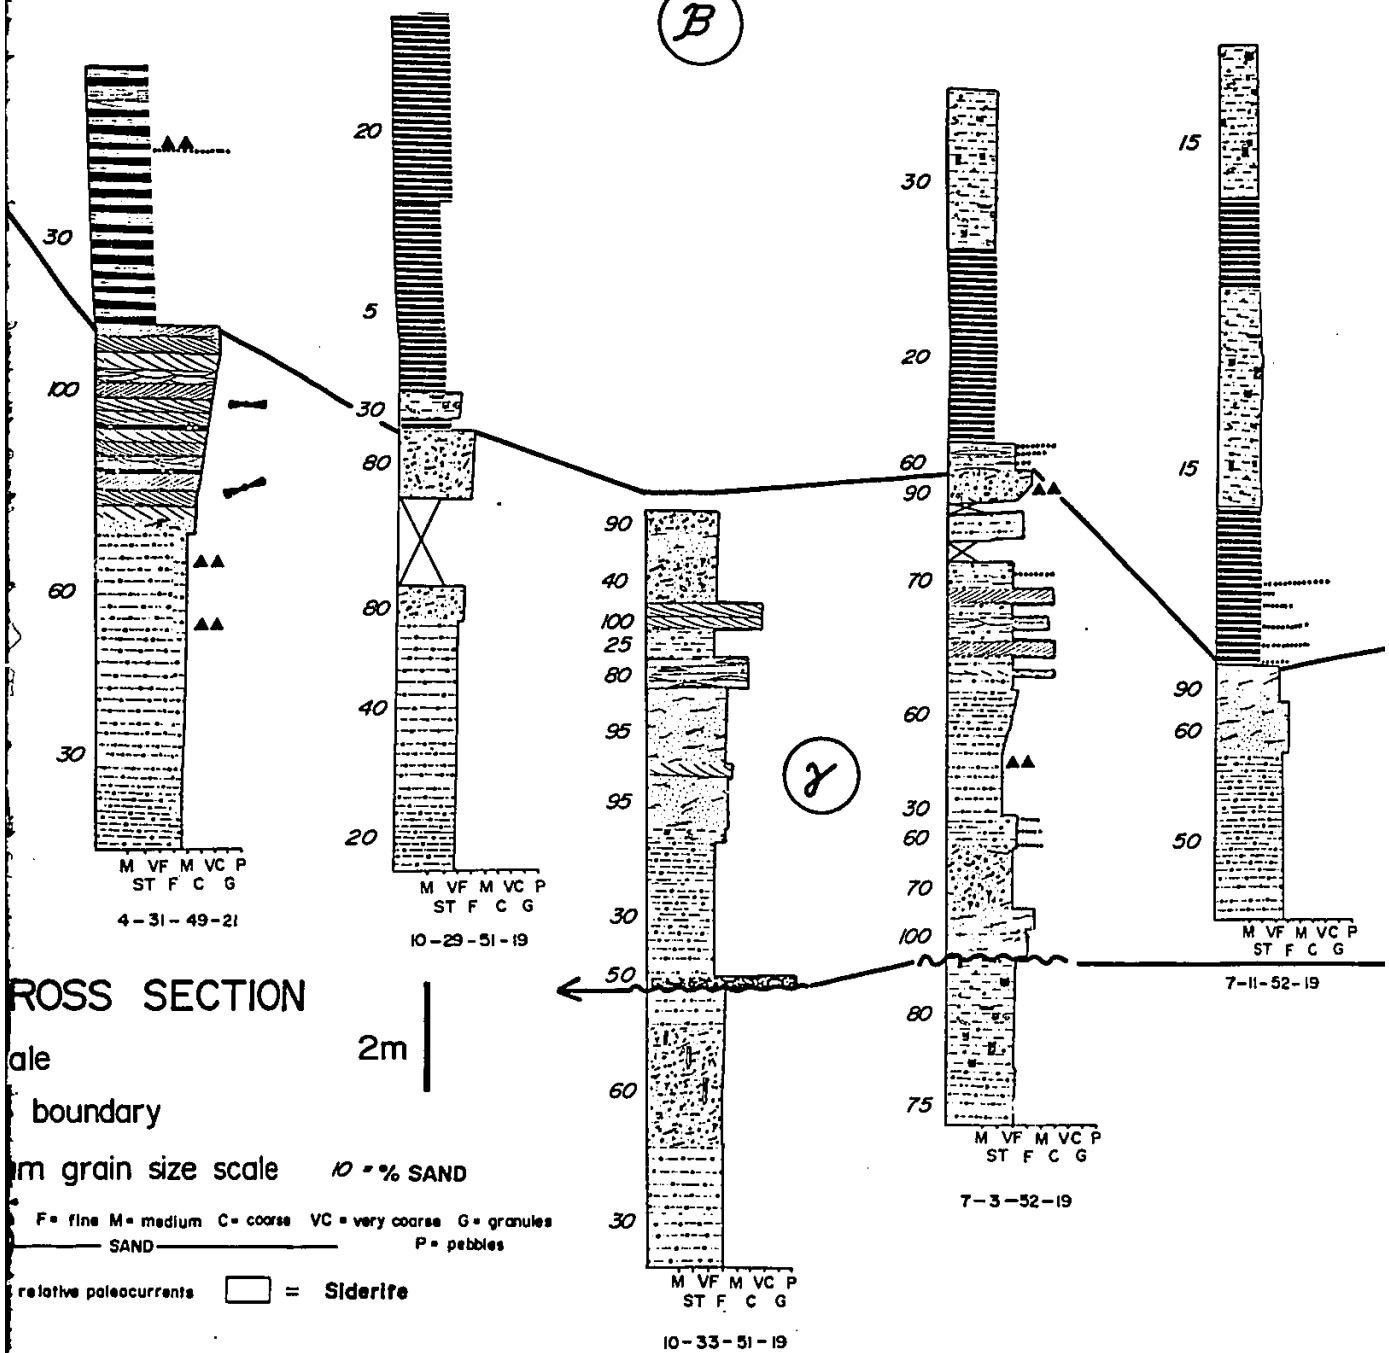 B
30
100
60
30
M VF M VC P
ST F C G
4-31-49-21
20
5
30
80
80
40
20
M VF M VC P
ST F C G
10-29-51-19
90
40
100
25
80
95
95
30
50
60
30
M VF M VC P
ST F C G
10-33-51-19
γ
30
20
60
90
70
60
30
60
70
100
80
75
M VF M VC P
ST F C G
7-3-52-19
15
15
90
60
50
M VF M VC P
ST F C G
7-11-52-19
ROSS SECTION
ale
2m
boundary
m grain size scale 10 = % SAND
F= fine M= medium C= coarse VC = very coarse G= granules
SAND
P= pebbles
relative paleocurrents = Siderite